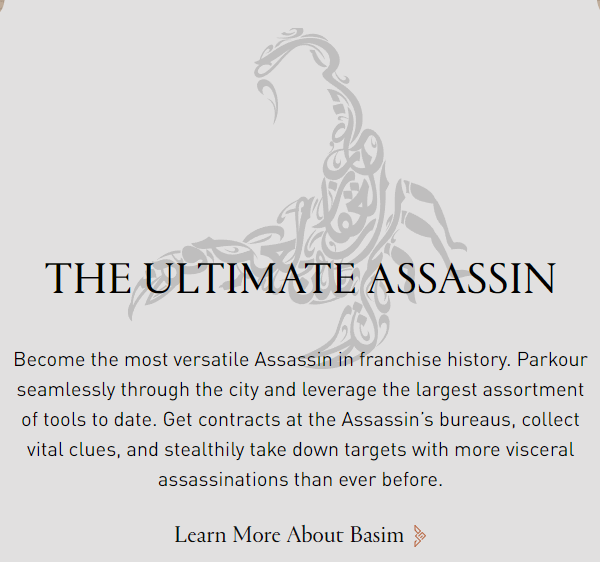 THE ULTIMATE ASSASSIN
Become the most versatile Assassin in franchise history. Parkour
seamlessly through the city and leverage the largest assortment
of tools to date. Get contracts at the Assassin's bureaus, collect
vital clues, and stealthily take down targets with more visceral
assassinations than ever before.
Learn More About Basim